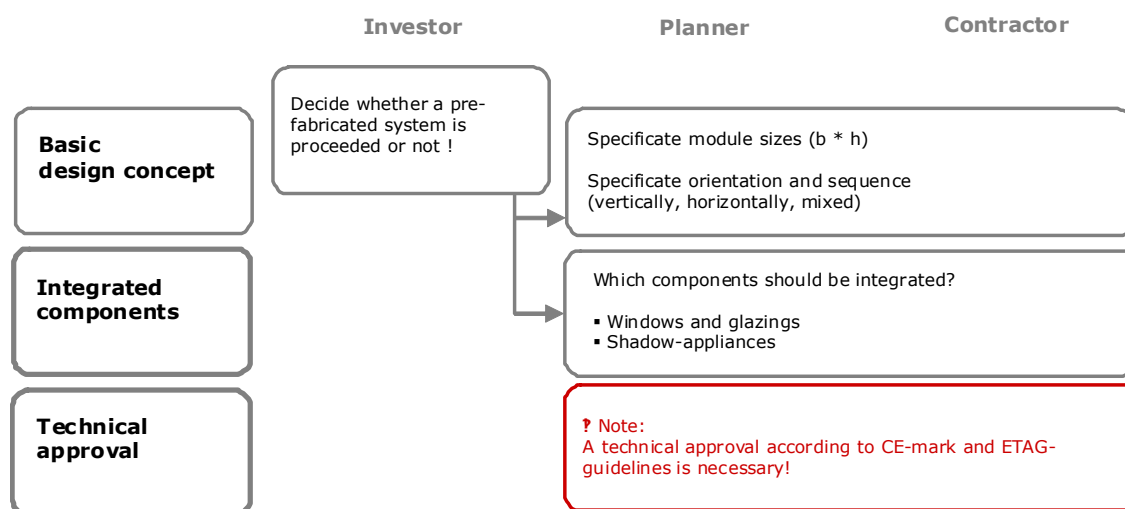 Investor
Planner
Contractor
Basic
design concept
Decide whether a pre-
fabricated system is
proceeded or not !
Specificate module sizes (b * h)
Specificate orientation and sequence
(vertically, horizontally, mixed)
Integrated
components
Which components should be integrated?
▪ Windows and glazings
▪ Shadow-appliances
Technical
approval
‽ Note:
A technical approval according to CE-mark and ETAG-
guidelines is necessary!